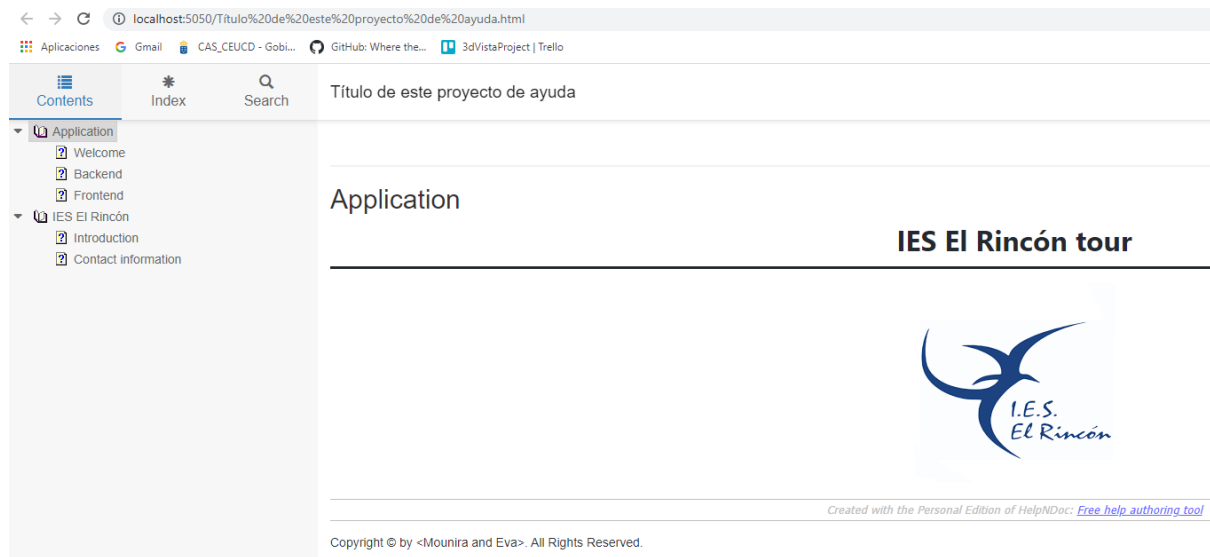 localhost:5050/Título%20de%20este%20proyecto%20de%20ayuda.html
Aplicaciones Gmail CAS_CEUCD - Gobi... GitHub: Where the... 3dVistaProject | Trello
Contents Index Search
Título de este proyecto de ayuda
Application
Welcome
Backend
Frontend
IES El Rincón
Introduction
Contact information
Application
IES El Rincón tour
I.E.S.
El Rincón
Created with the Personal Edition of HelpNDoc: Free help authoring tool
Copyright © by <Mounira and Eva>. All Rights Reserved.